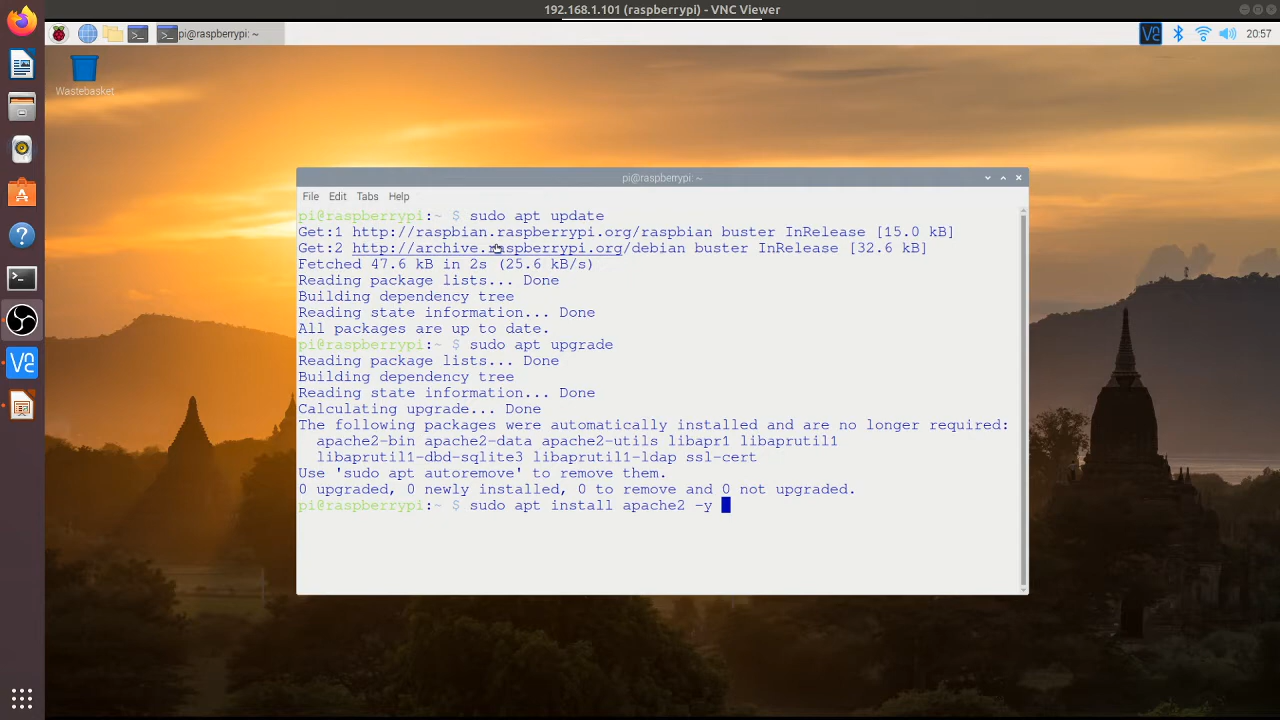 192.168.1.101 (raspberrypi) - VNC Viewer
pi@raspberrypi: ~
20:57
Wastebasket
pi@raspberrypi: ~
File Edit Tabs Help
pi@raspberrypi:~ $ sudo apt update
Get:1 http://raspbian.raspberrypi.org/raspbian buster InRelease [15.0 kB]
Get:2 http://archive.raspberrypi.org/debian buster InRelease [32.6 kB]
Fetched 47.6 kB in 2s (25.6 kB/s)
Reading package lists... Done
Building dependency tree
Reading state information... Done
All packages are up to date.
pi@raspberrypi:~ $ sudo apt upgrade
Reading package lists... Done
Building dependency tree
Reading state information... Done
Calculating upgrade... Done
The following packages were automatically installed and are no longer required:
apache2-bin apache2-data apache2-utils libapr1 libaprutil1
libaprutil1-dbd-sqlite3 libaprutil1-ldap ssl-cert
Use 'sudo apt autoremove' to remove them.
0 upgraded, 0 newly installed, 0 to remove and 0 not upgraded.
pi@raspberrypi:~ $ sudo apt install apache2 -y